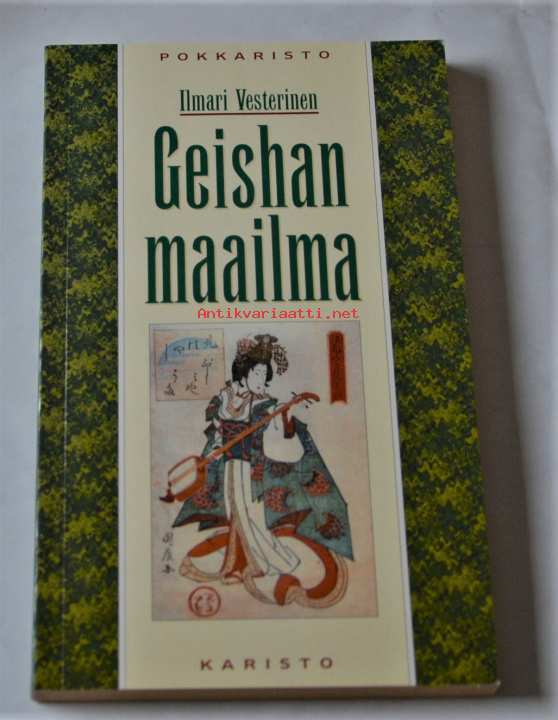 POKKARISTO
Ilmari Vesterinen
Geishan
maailma
Antikvariaatti.net
KARISTO